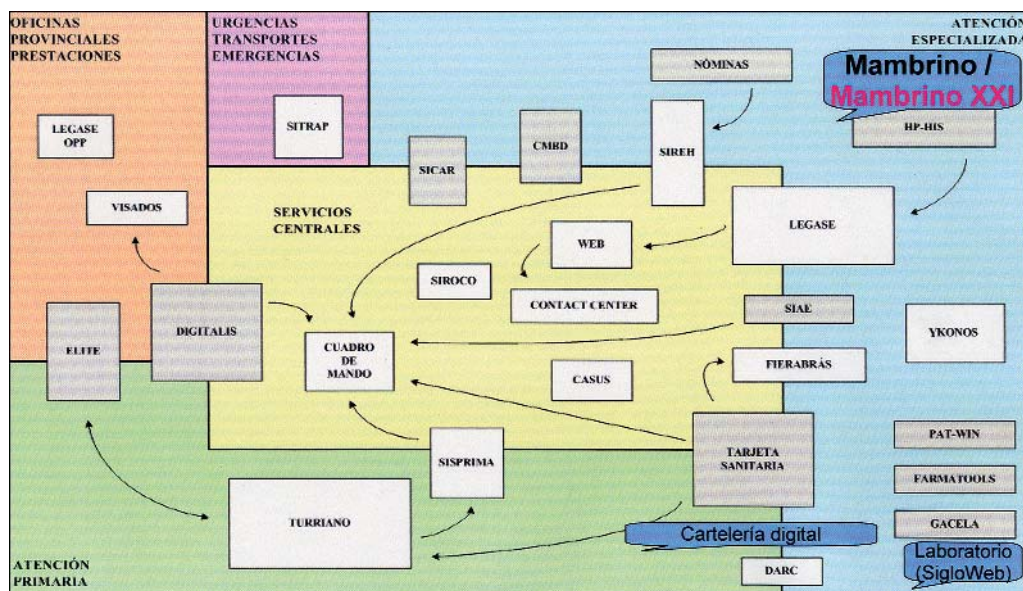 OFICINAS
PROVINCIALES
PRESTACIONES
URGENCIAS
TRANSPORTES
EMERGENCIAS
ATENCIÓN
ESPECIALIZADA
NÓMINAS
Mambrino /
Mambrino XXI
HP-HIS
LEGASE
OPP
SITRAP
SICAR
CMBD
SIREH
VISADOS
SERVICIOS
CENTRALES
LEGASE
WEB
SIROCO
CONTACT CENTER
SIAE
YKONOS
ELITE
DIGITALIS
CUADRO
DE
MANDO
FIERABRÁS
CASUS
PAT-WIN
SISPRIMA
TARJETA
SANITARIA
FARMATOOLS
TURRIANO
GACELA
Cartelería digital
Laboratorio
(SigloWeb)
DARC
ATENCIÓN
PRIMARIA